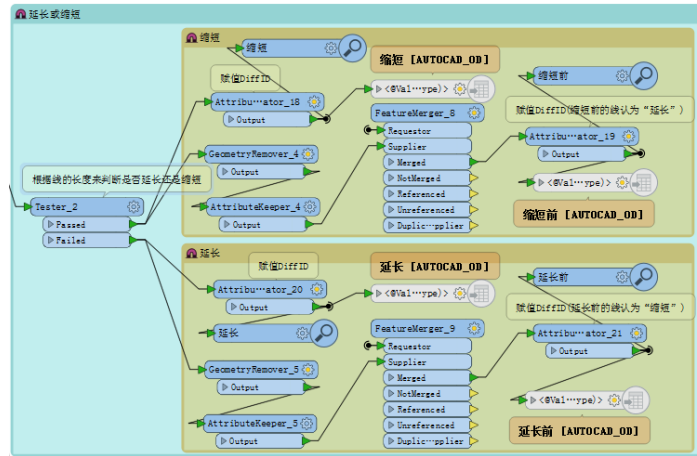 延长或缩短
缩短
缩短
缩短 [AUTOCAD_OD]
赋值DiffID
Attribu···ator_18
Output
<@Val···ype)>
缩短前
赋值DiffID(缩短前的线认为“延长”)
FeatureMerger_8
Requestor
Supplier
Merged
NotMerged
Referenced
Unreferenced
Duplic···pplier
Attribu···ator_19
Output
GeometryRemover_4
Output
AttributeKeeper_4
Output
<@Val···ype)>
缩短前 [AUTOCAD_OD]
根据线的长度来判断是否延长还是缩短
Tester_2
Passed
Failed
延长
赋值DiffID
延长 [AUTOCAD_OD]
Attribu···ator_20
Output
<@Val···ype)>
延长前
赋值DiffID(延长前的线认为“缩短”)
延长
FeatureMerger_9
Requestor
Supplier
Merged
NotMerged
Referenced
Unreferenced
Duplic···pplier
Attribu···ator_21
Output
GeometryRemover_5
Output
AttributeKeeper_5
Output
<@Val···ype)>
延长前 [AUTOCAD_OD]